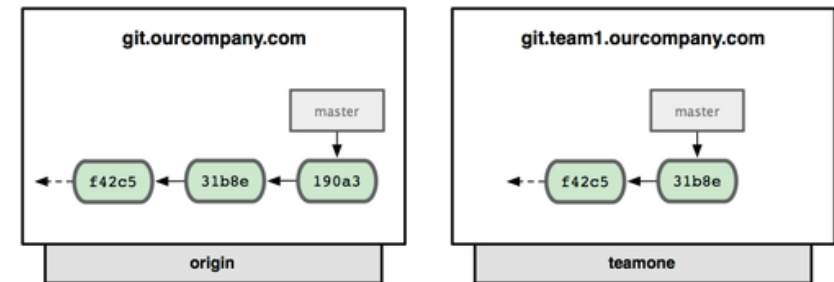 git.ourcompany.com
master
f42c5 31b8e 190a3
origin
git.team1.ourcompany.com
master
f42c5 31b8e
teamone